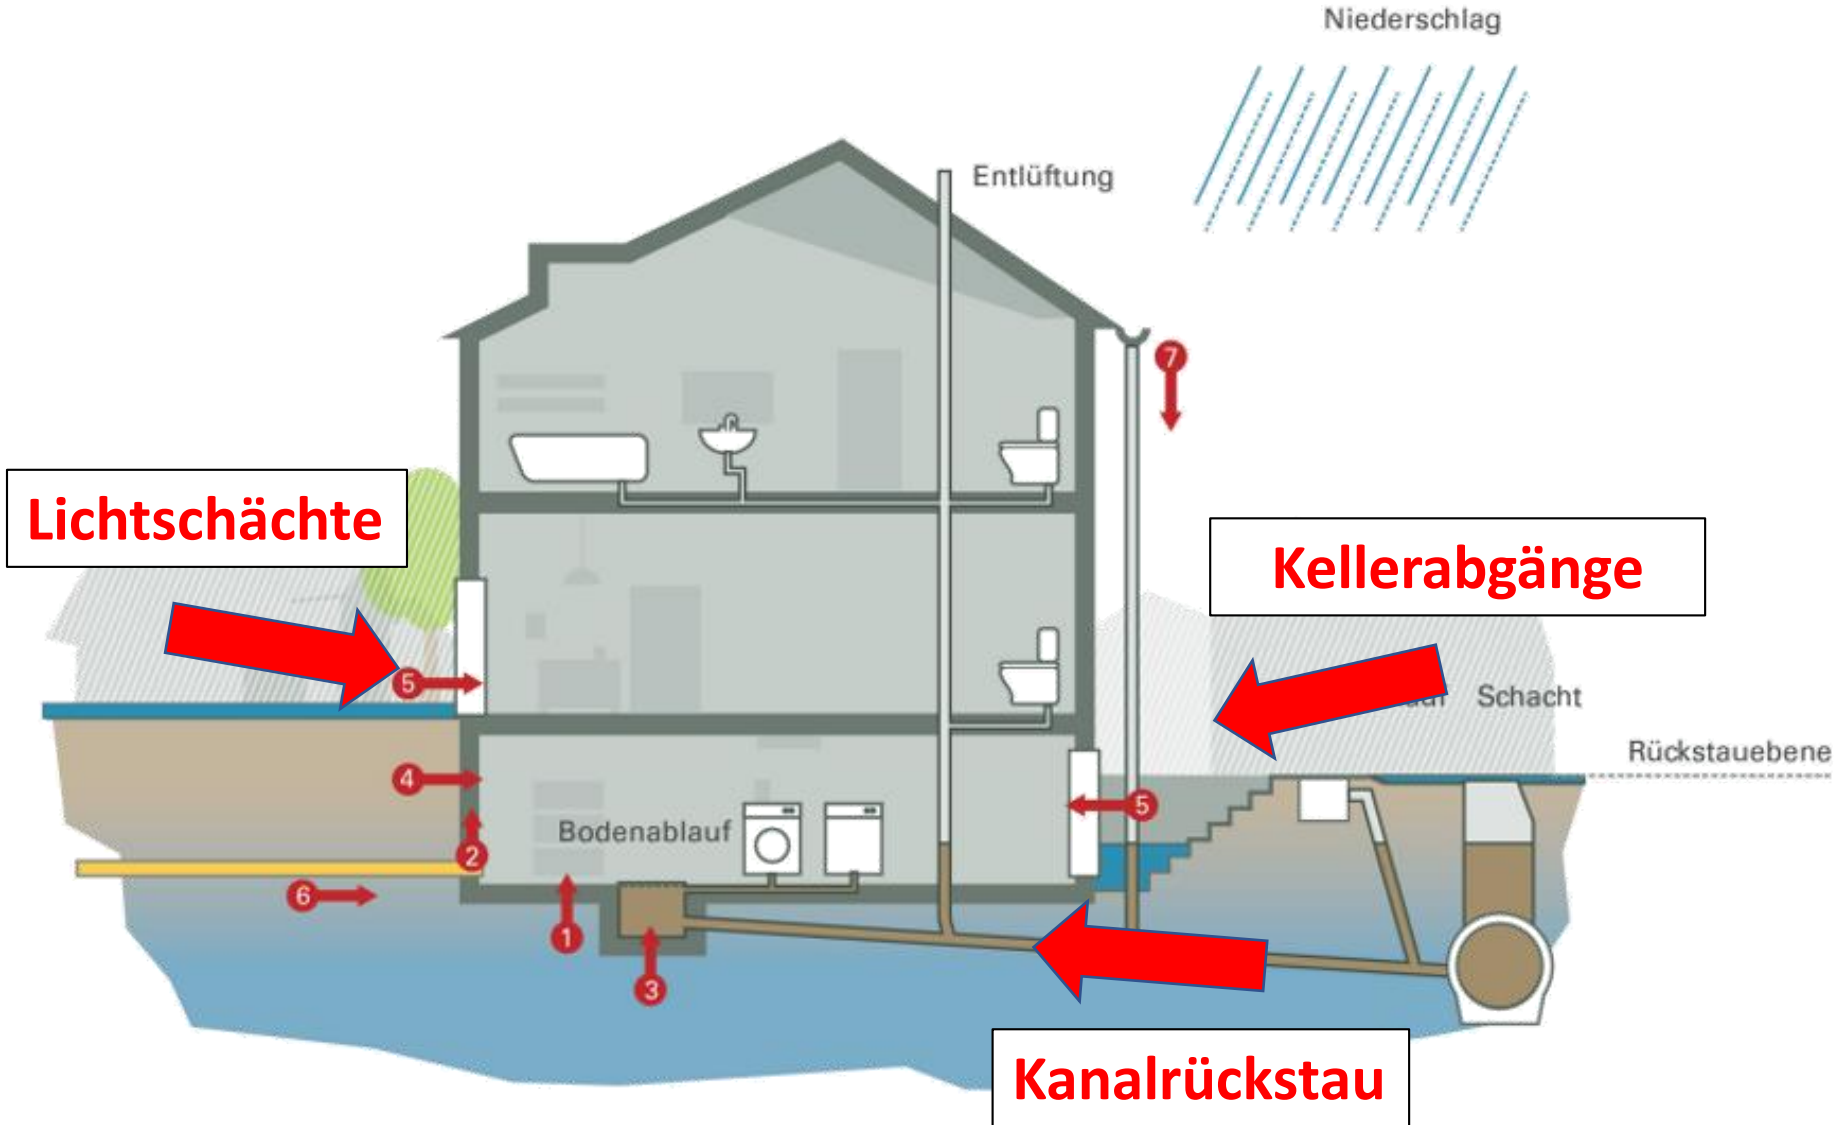 Niederschlag
Entlüftung
7
Lichtschächte
Kellerabgänge
5
Schacht
Rückstauebene
4
5
Bodenablauf
2
6
1
3
Kanalrückstau